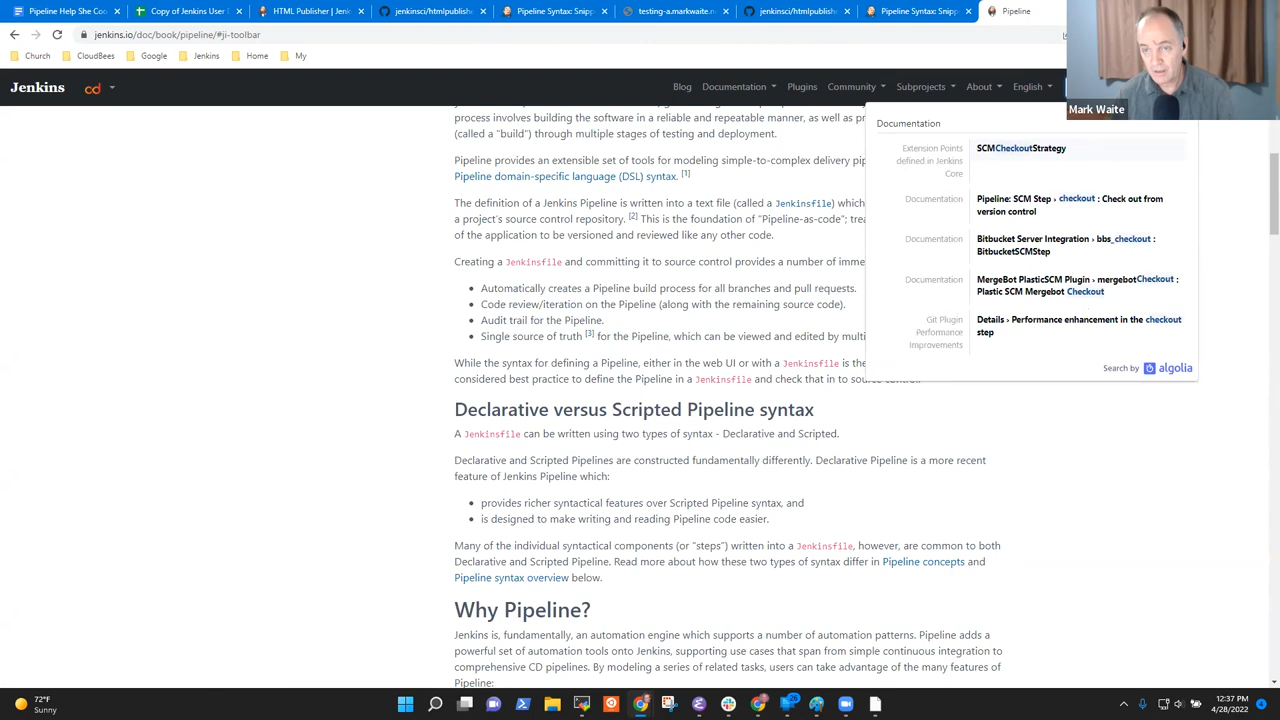 Pipeline Help Sse Coo
Copy of Jenkins User D
HTML Publisher | Jenk
jenkinsci/htmlpublishe
Pipeline Syntax: Snipp
testing-a.markwaite.ne
jenkinsci/htmlpublishe
Pipeline Syntax: Snipp
Pipeline
jenkins.io/doc/book/pipeline/#ji-toolbar
Church
CloudBees
Google
Jenkins
Home
My
Jenkins
cd
Blog
Documentation
Plugins
Community
Subprojects
About
English
Mark Waite
process involves building the software in a reliable and repeatable manner, as well as pr
(called a "build") through multiple stages of testing and deployment.
Pipeline provides an extensible set of tools for modeling simple-to-complex delivery pip
Pipeline domain-specific language (DSL) syntax. [1]
The definition of a Jenkins Pipeline is written into a text file (called a Jenkinsfile) which
a project's source control repository. [2] This is the foundation of "Pipeline-as-code"; trea
of the application to be versioned and reviewed like any other code.
Creating a Jenkinsfile and committing it to source control provides a number of imme
Automatically creates a Pipeline build process for all branches and pull requests.
Code review/iteration on the Pipeline (along with the remaining source code).
Audit trail for the Pipeline.
Single source of truth [3] for the Pipeline, which can be viewed and edited by multi
While the syntax for defining a Pipeline, either in the web UI or with a Jenkinsfile is the
considered best practice to define the Pipeline in a Jenkinsfile and check that in to source control.
Documentation
Extension Points
defined in Jenkins
Core
SCMCheckoutStrategy
Documentation
Pipeline: SCM Step › checkout : Check out from
version control
Documentation
Bitbucket Server Integration › bbs_checkout :
BitbucketSCMStep
Documentation
MergeBot PlasticSCM Plugin › mergebotCheckout :
Plastic SCM Mergebot Checkout
Git Plugin
Performance
Improvements
Details › Performance enhancement in the checkout
step
Search by algolia
Declarative versus Scripted Pipeline syntax
A Jenkinsfile can be written using two types of syntax - Declarative and Scripted.
Declarative and Scripted Pipelines are constructed fundamentally differently. Declarative Pipeline is a more recent
feature of Jenkins Pipeline which:
provides richer syntactical features over Scripted Pipeline syntax, and
is designed to make writing and reading Pipeline code easier.
Many of the individual syntactical components (or "steps") written into a Jenkinsfile, however, are common to both
Declarative and Scripted Pipeline. Read more about how these two types of syntax differ in Pipeline concepts and
Pipeline syntax overview below.
Why Pipeline?
Jenkins is, fundamentally, an automation engine which supports a number of automation patterns. Pipeline adds a
powerful set of automation tools onto Jenkins, supporting use cases that span from simple continuous integration to
comprehensive CD pipelines. By modeling a series of related tasks, users can take advantage of the many features of
Pipeline:
72°F
Sunny
26
12:37 PM
4/28/2022